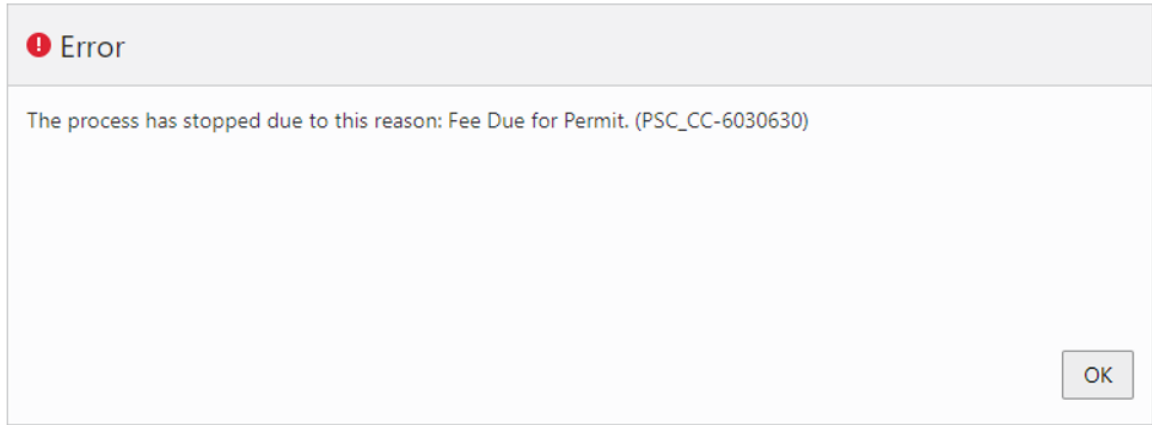 Error
The process has stopped due to this reason: Fee Due for Permit. (PSC_CC-6030630)
OK